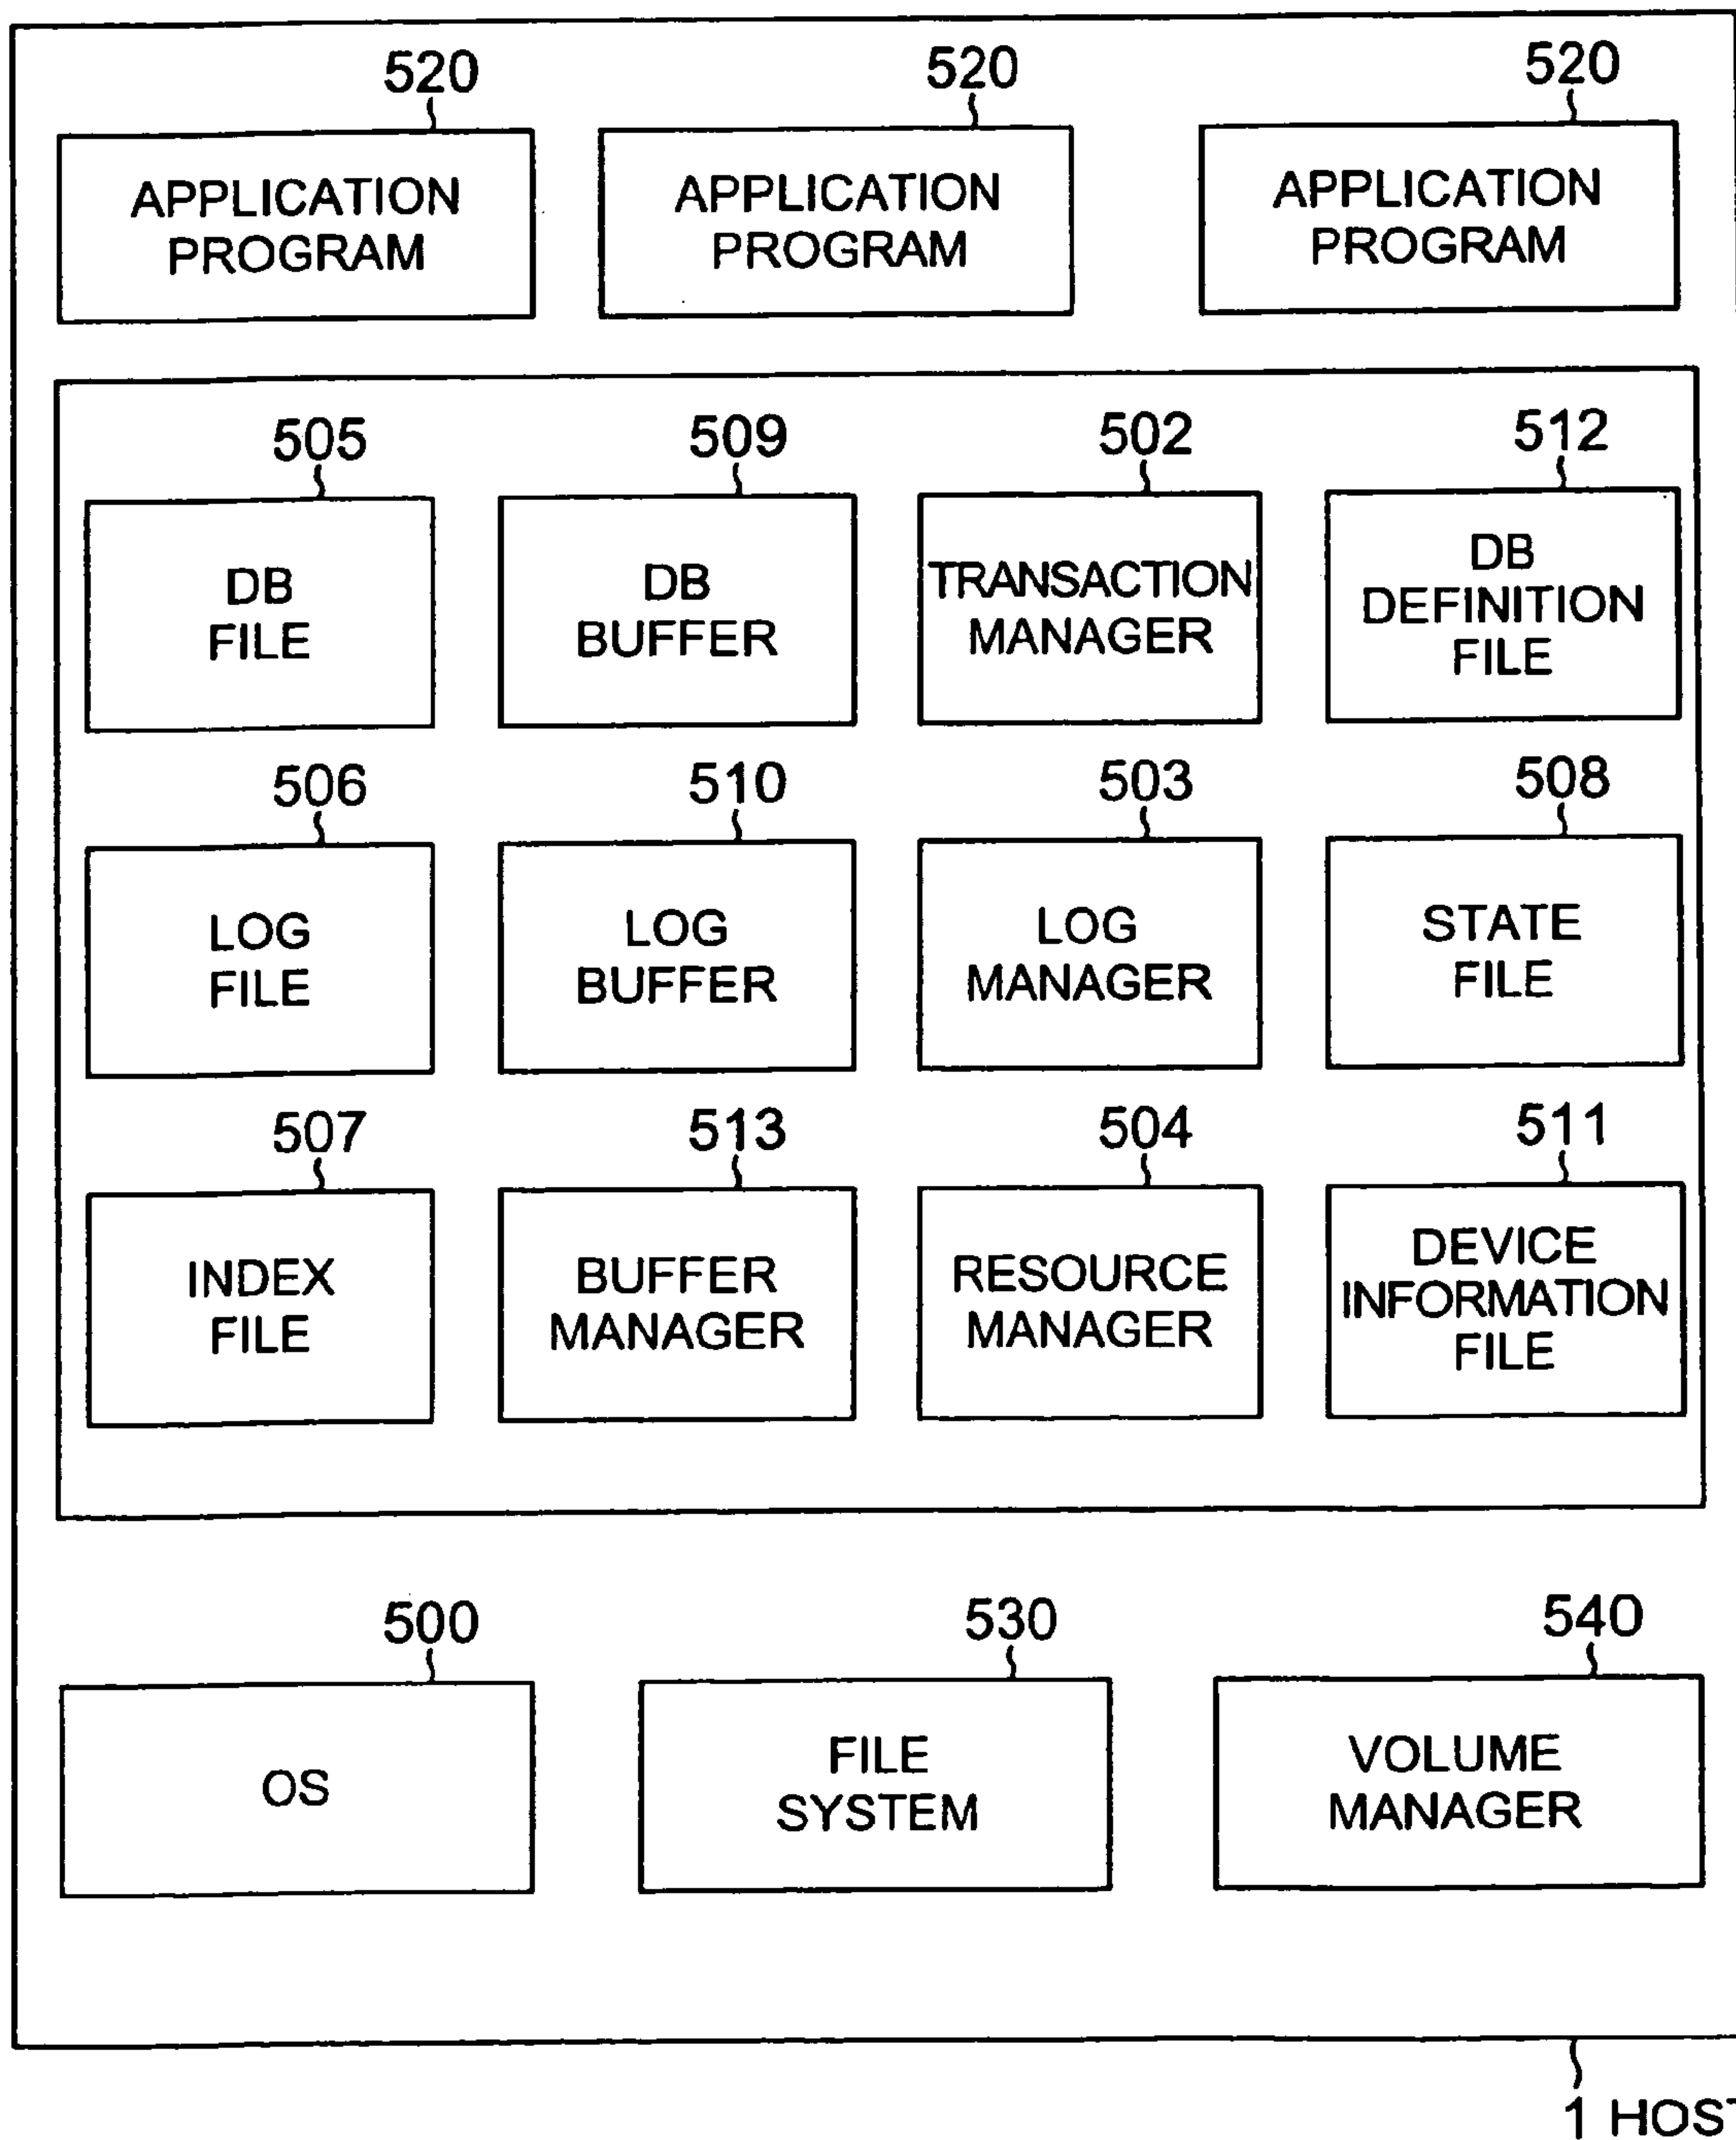 520 520 520
APPLICATION PROGRAM
APPLICATION PROGRAM
APPLICATION PROGRAM
505 509 502 512
DB FILE
DB BUFFER
TRANSACTION MANAGER
DB DEFINITION FILE
506 510 503 508
LOG FILE
LOG BUFFER
LOG MANAGER
STATE FILE
507 513 504 511
INDEX FILE
BUFFER MANAGER
RESOURCE MANAGER
DEVICE INFORMATION FILE
500 530 540
OS
FILE SYSTEM
VOLUME MANAGER
1 HOST